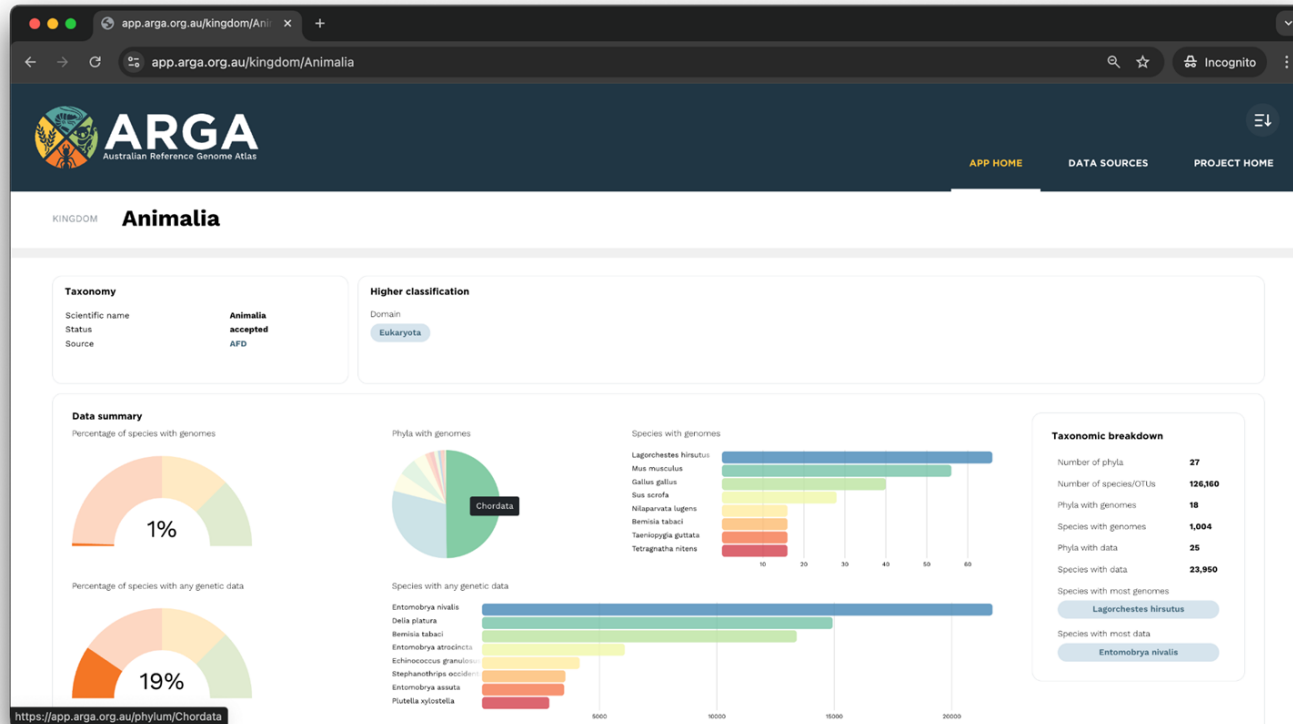 app.arga.org.au/kingdom/Ani
app.arga.org.au/kingdom/Animalia
Incognito
ARGA
Australian Reference Genome Atlas
APP HOME DATA SOURCES PROJECT HOME
KINGDOM Animalia
Taxonomy
Scientific name Animalia
Status accepted
Source AFD
Higher classification
Domain
Eukaryota
Data summary
Percentage of species with genomes
1%
Phyla with genomes
Chordata
Species with genomes
Lagorchestes hirsutus
Mus musculus
Gallus gallus
Sus scrofa
Nilaparvata lugens
Bemisia tabaci
Taeniopygia guttata
Tetragnatha nitens
10 20 30 40 50 60
Percentage of species with any genetic data
19%
Species with any genetic data
Entomobrya nivalis
Delia platura
Bemisia tabaci
Entomobrya atrocincta
Echinococcus granulosus
Stephanothrips occident
Entomobrya assuta
Plutella xylostella
5000 10000 15000 20000
Taxonomic breakdown
Number of phyla 27
Number of species/OTUs 126,160
Phyla with genomes 18
Species with genomes 1,004
Phyla with data 25
Species with data 23,950
Species with most genomes
Lagorchestes hirsutus
Species with most data
Entomobrya nivalis
https://app.arga.org.au/phylum/Chordata